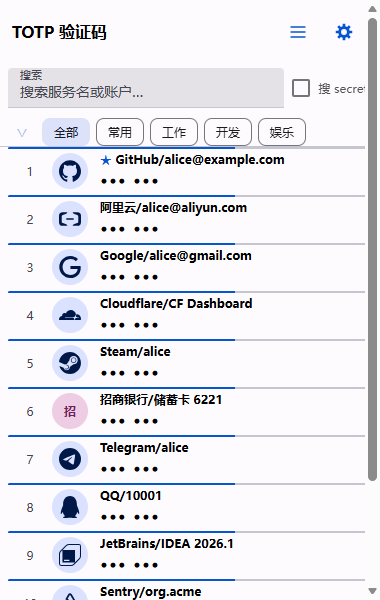 TOTP 验证码
搜索
搜索服务名或账户...
搜 secre
全部 常用 工作 开发 娱乐
1 ★ GitHub/alice@example.com
••• •••
2 阿里云/alice@aliyun.com
••• •••
3 Google/alice@gmail.com
••• •••
4 Cloudflare/CF Dashboard
••• •••
5 Steam/alice
••• •••
招 6 招商银行/储蓄卡 6221
••• •••
7 Telegram/alice
••• •••
8 QQ/10001
••• •••
9 JetBrains/IDEA 2026.1
••• •••
Sentry/org.acme